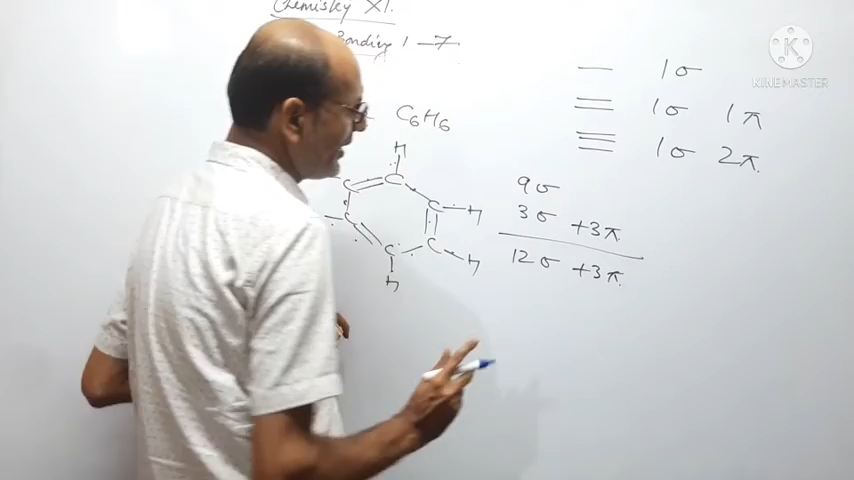 Chemistry XI.
Bonding 1 – 7
C6H6
H
C
C
C
H
C
C
C
H
H
— 1σ
= 1σ 1π
≡ 1σ 2π
9σ
3σ +3π
12σ +3π
K
KINEMASTER